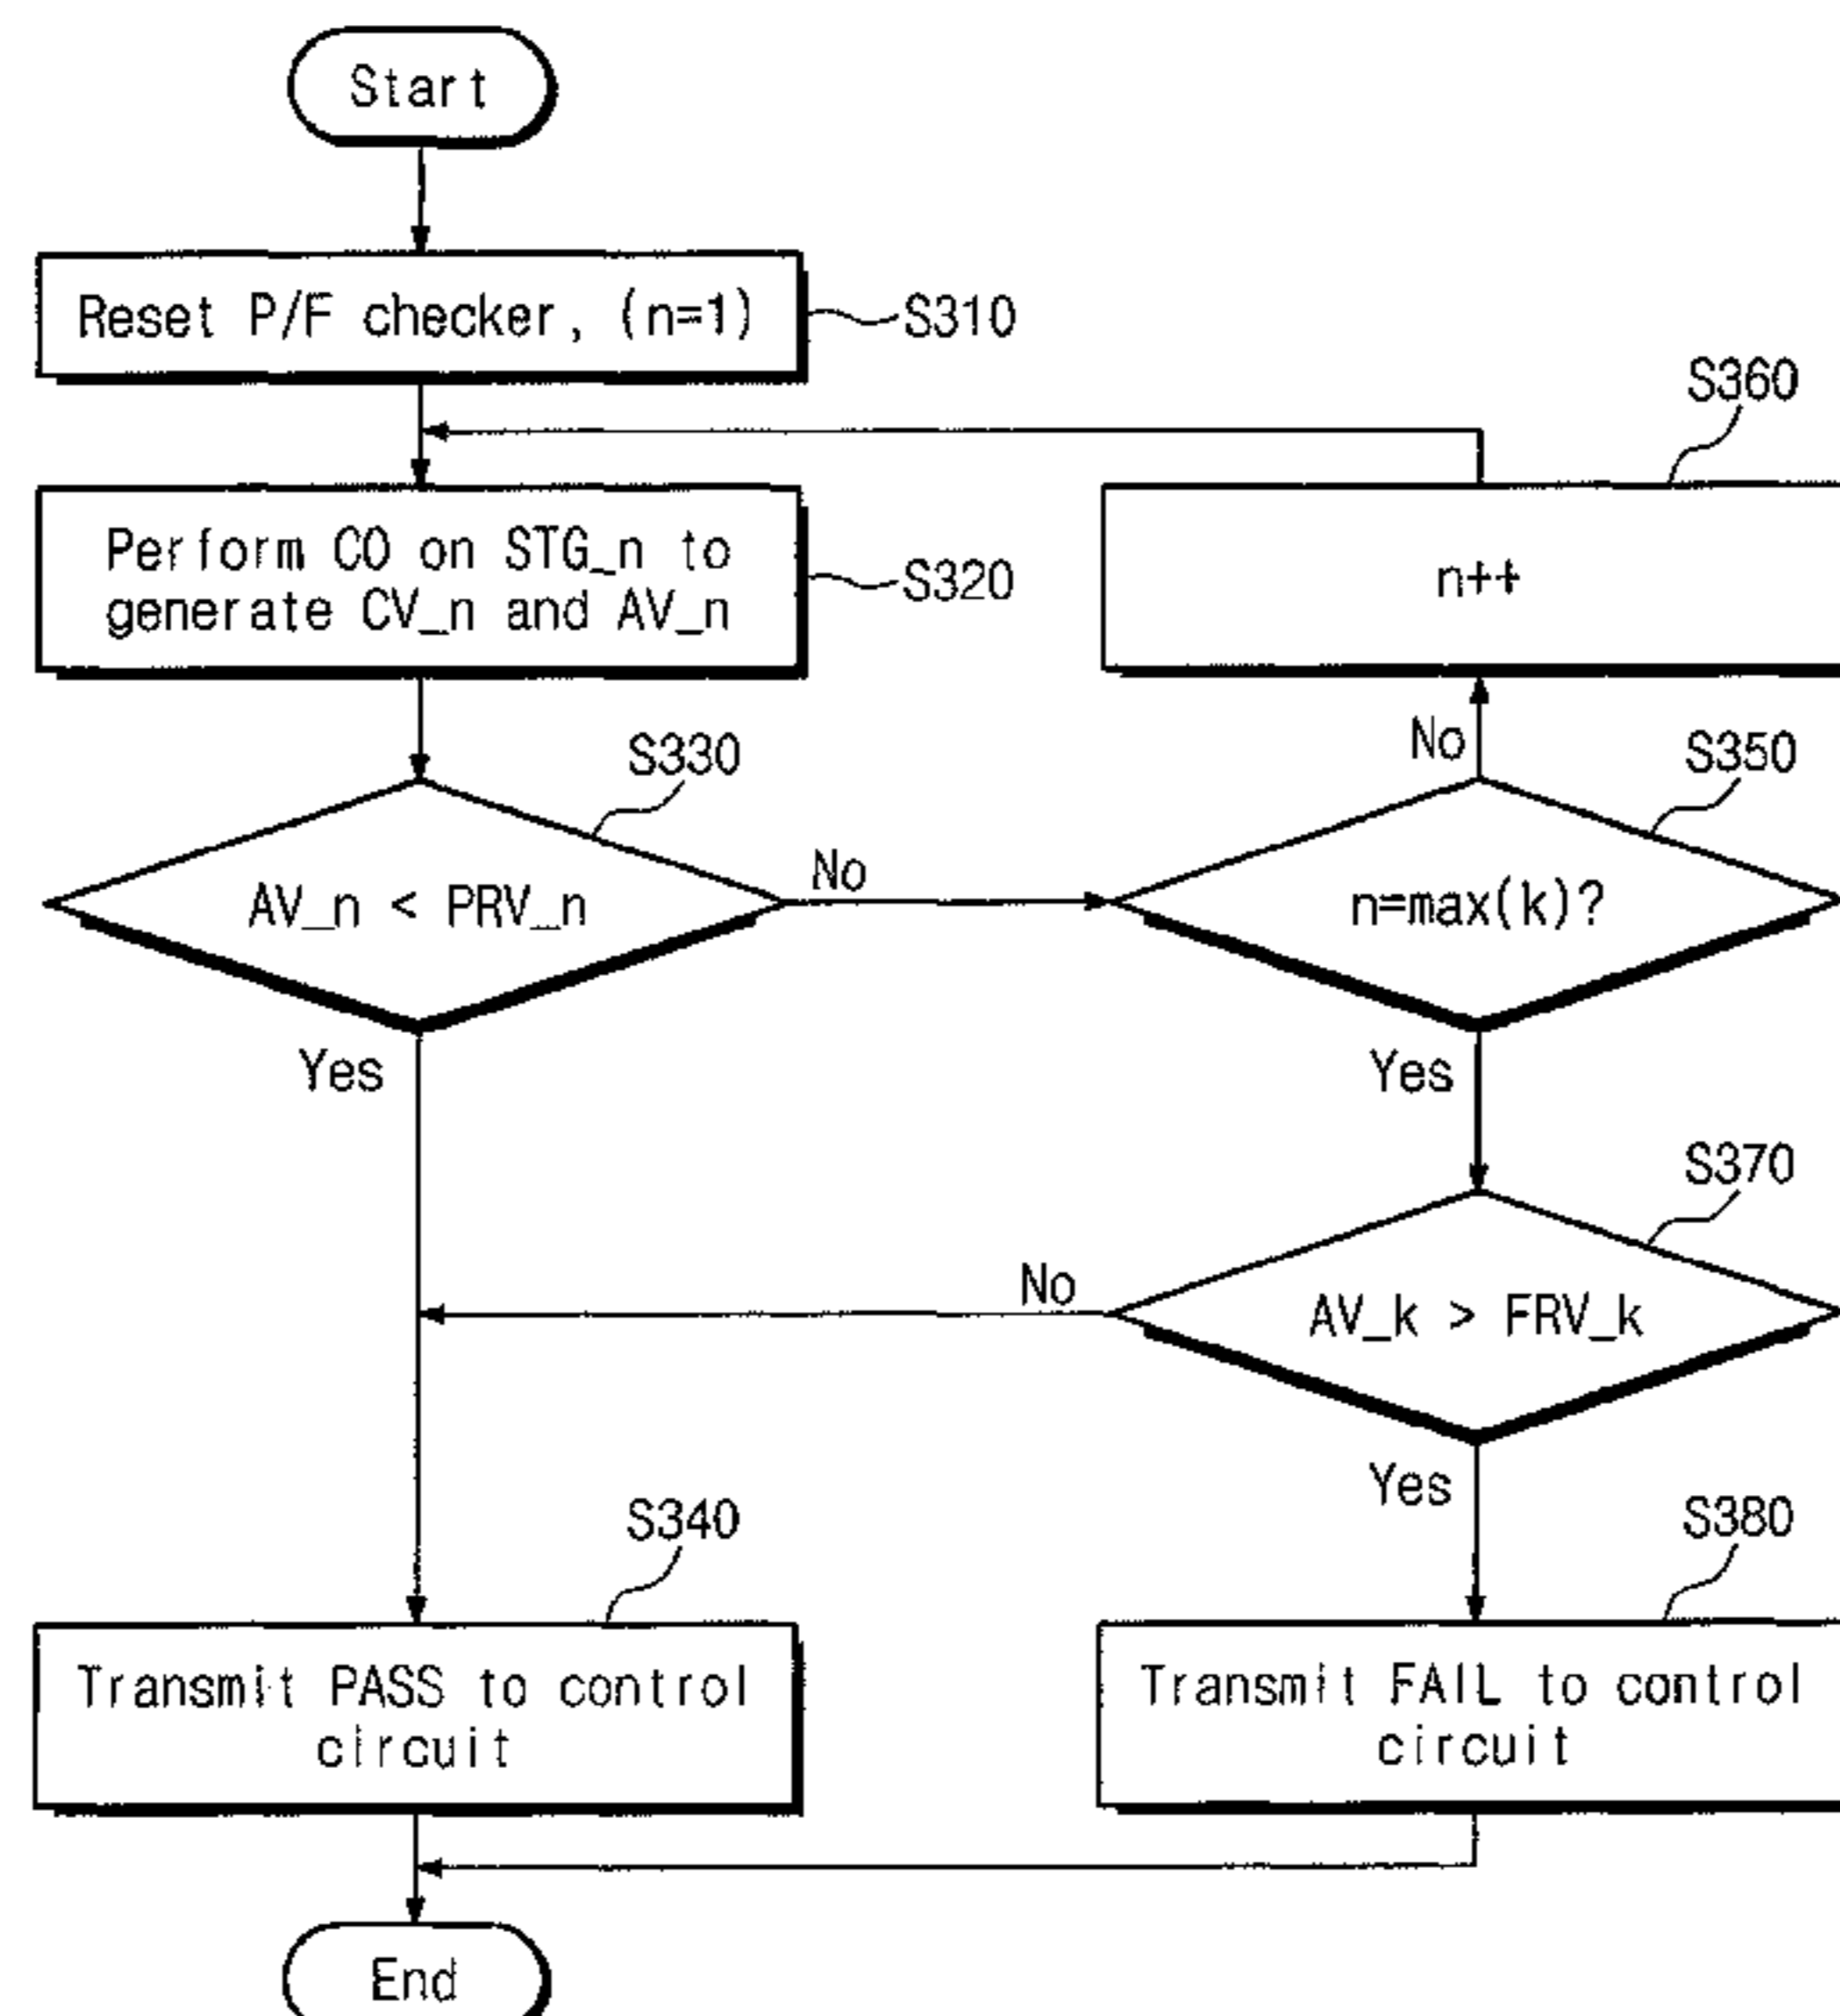 Start
Reset P/F checker, (n=1)
S310
S360
Perform CO on STG_n to
generate CV_n and AV_n
S320
n++
S330
No
S350
AV_n < PRV_n
No
n=max(k)?
Yes
Yes
S370
No
AV_k > FRV_k
Yes
S340
S380
Transmit PASS to control
circuit
Transmit FAIL to control
circuit
End